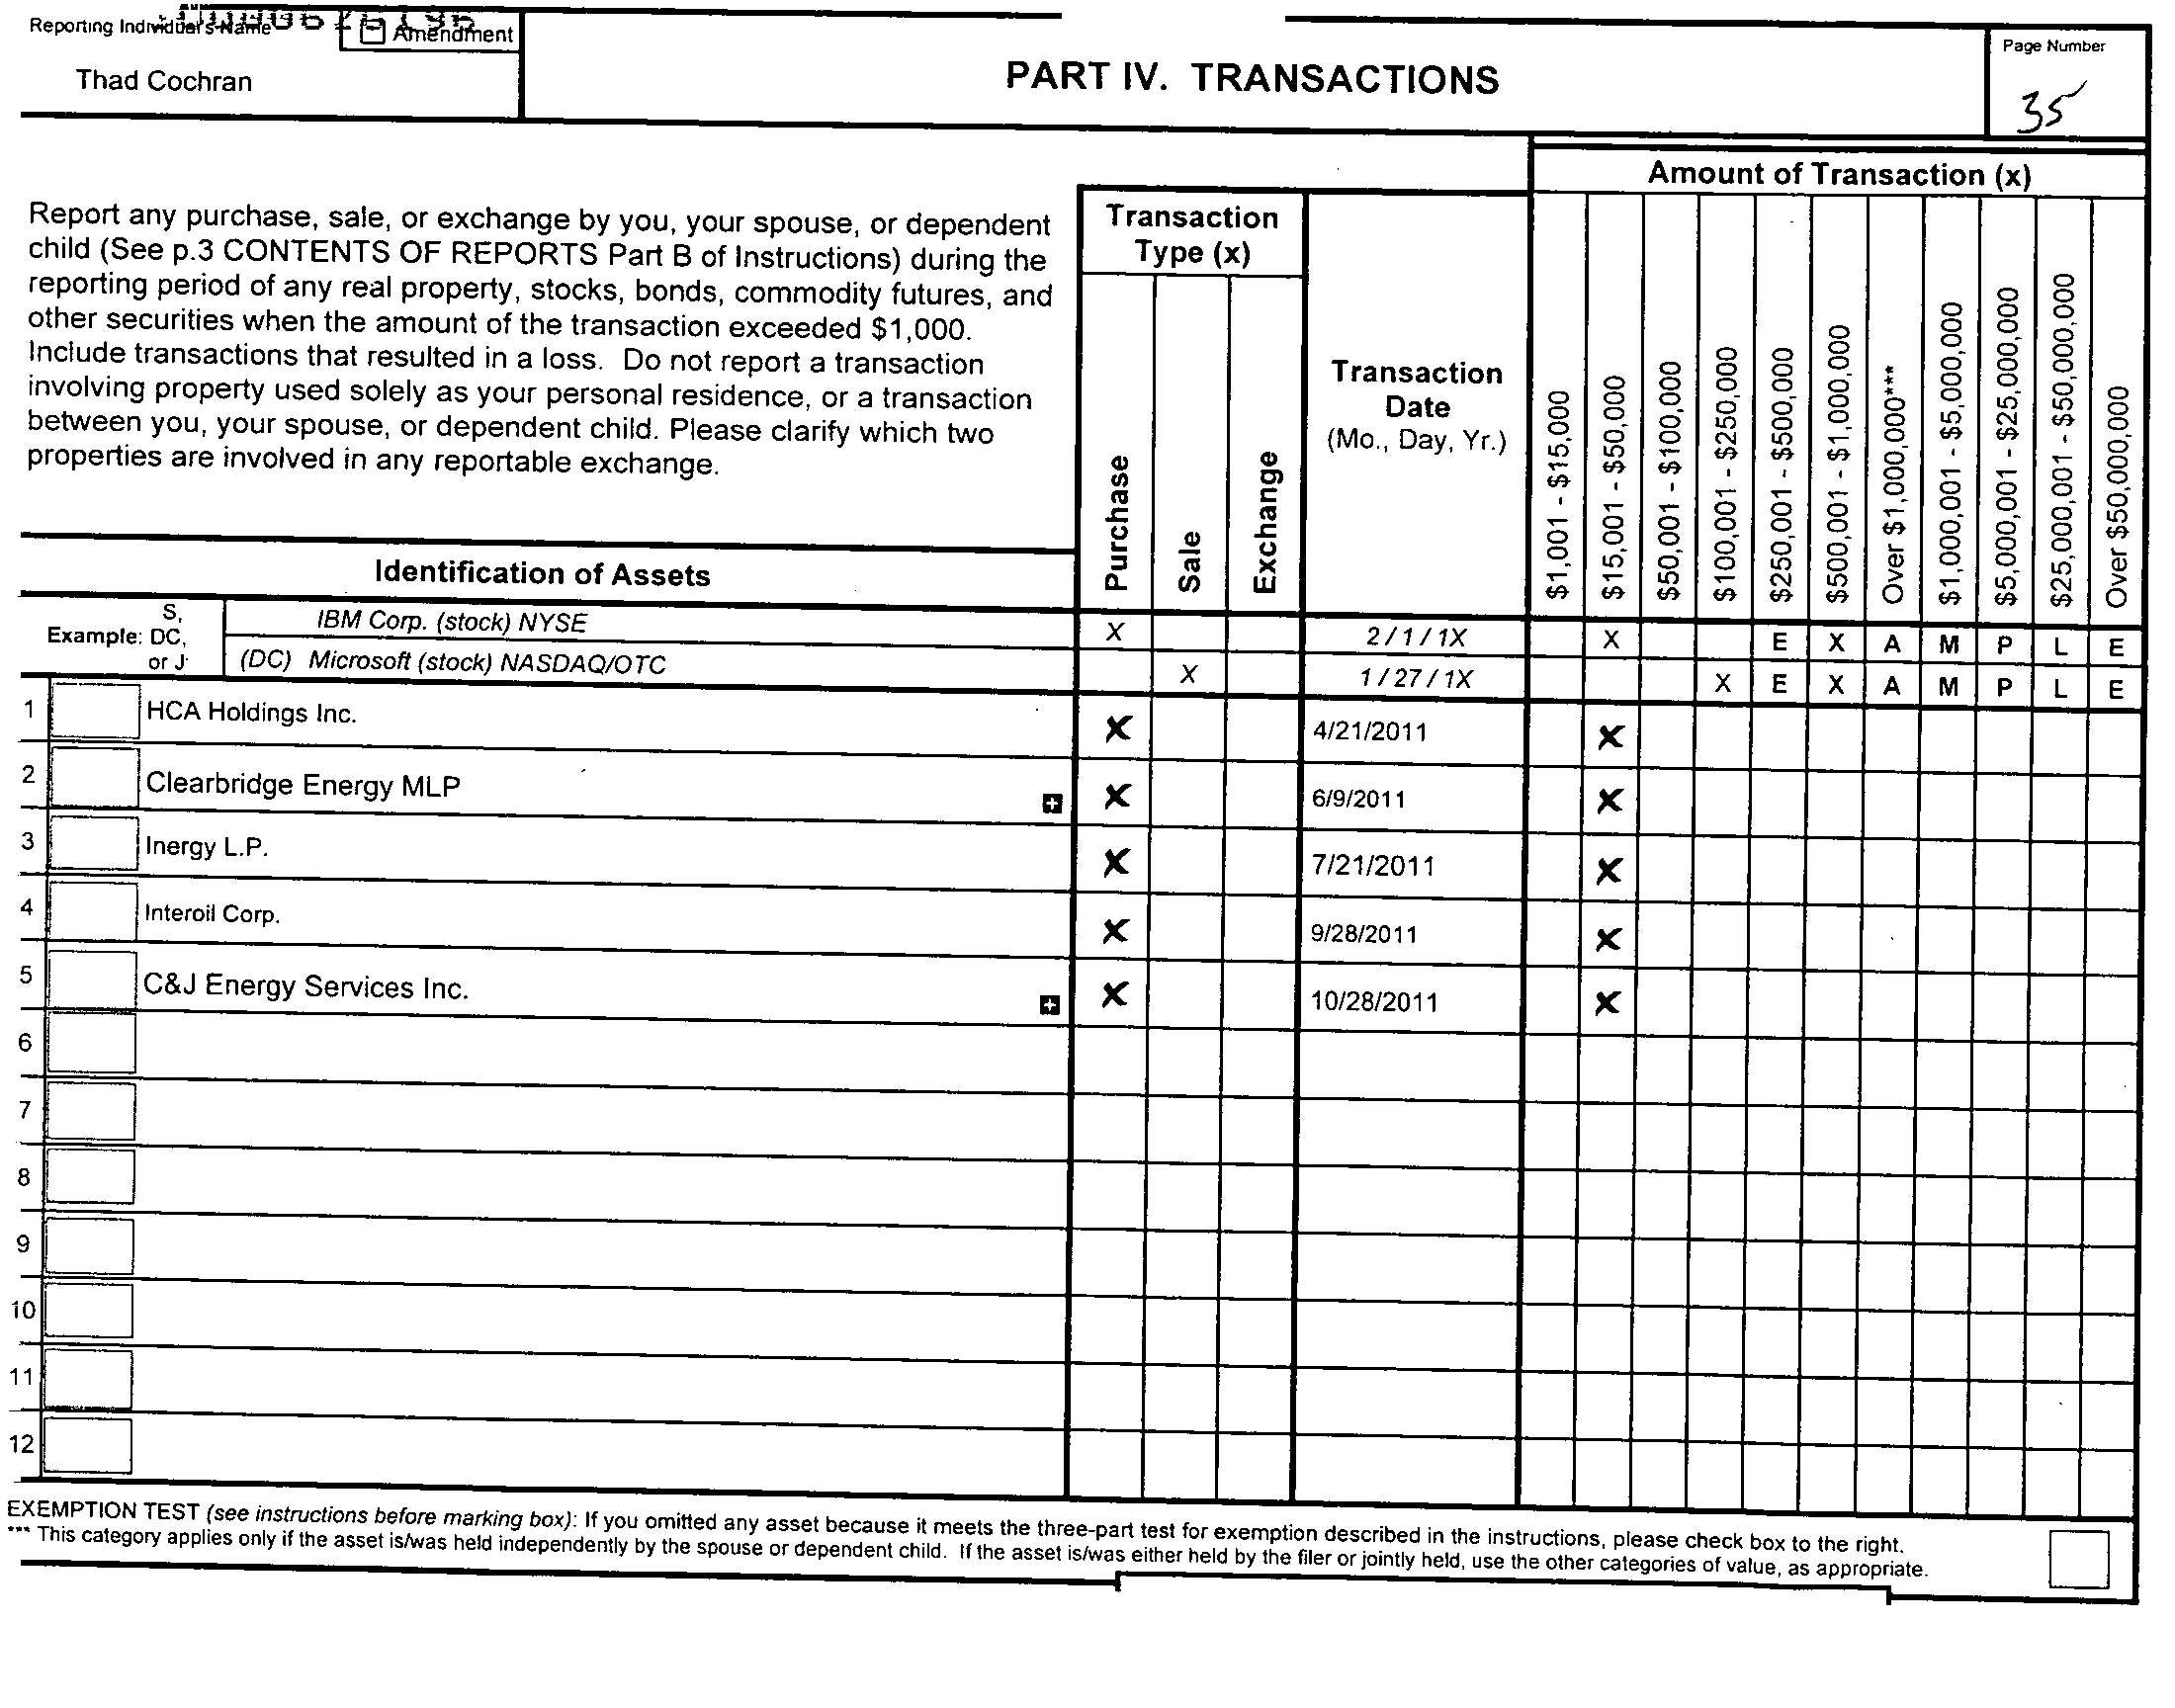 Reporting Individual's Name
Amendment
Thad Cochran
PART IV. TRANSACTIONS
Page Number
35
Amount of Transaction (x)
Report any purchase, sale, or exchange by you, your spouse, or dependent
child (See p.3 CONTENTS OF REPORTS Part B of Instructions) during the
reporting period of any real property, stocks, bonds, commodity futures, and
other securities when the amount of the transaction exceeded $1,000.
Include transactions that resulted in a loss. Do not report a transaction
involving property used solely as your personal residence, or a transaction
between you, your spouse, or dependent child. Please clarify which two
properties are involved in any reportable exchange.
Transaction
Type (x)
Purchase
Sale
Exchange
Transaction
Date
(Mo., Day, Yr.)
$1,001 - $15,000
$15,001 - $50,000
$50,001 - $100,000
$100,001 - $250,000
$250,001 - $500,000
$500,001 - $1,000,000
Over $1,000,000***
$1,000,001 - $5,000,000
$5,000,001 - $25,000,000
$25,000,001 - $50,000,000
Over $50,000,000
Identification of Assets
Example: S, DC, or J
IBM Corp. (stock) NYSE X 2 / 1 / 1X X E X A M P L E
(DC) Microsoft (stock) NASDAQ/OTC X 1 / 27 / 1X X E X A M P L E
1 HCA Holdings Inc. X 4/21/2011 X
2 Clearbridge Energy MLP + X 6/9/2011 X
3 Inergy L.P. X 7/21/2011 X
4 Interoil Corp. X 9/28/2011 X
5 C&J Energy Services Inc. + X 10/28/2011 X
6
7
8
9
10
11
12
EXEMPTION TEST (see instructions before marking box): If you omitted any asset because it meets the three-part test for exemption described in the instructions, please check box to the right.
*** This category applies only if the asset is/was held independently by the spouse or dependent child. If the asset is/was either held by the filer or jointly held, use the other categories of value, as appropriate.